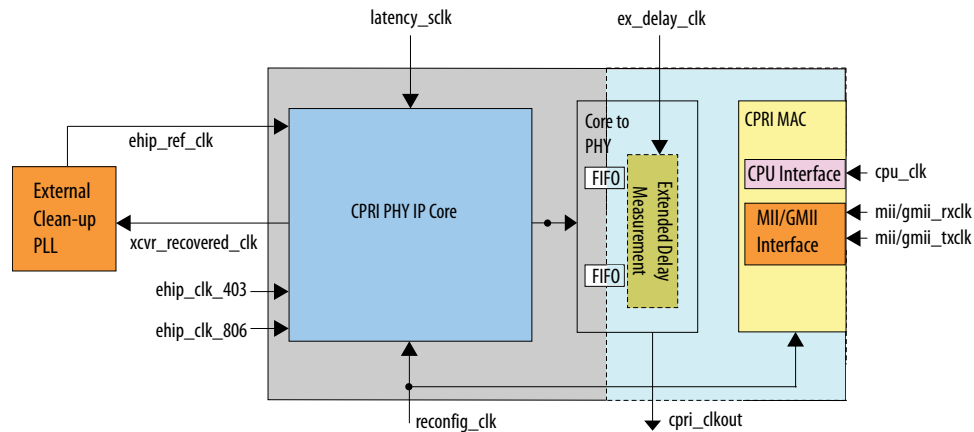 latency_sclk
ex_delay_clk
ehip_ref_clk
External
Clean-up
PLL
xcvr_recovered_clk
ehip_clk_403
ehip_clk_806
CPRI PHY IP Core
Core to
PHY
FIFO
FIFO
Extended Delay
Measurement
CPRI MAC
CPU Interface
MII/GMII
Interface
cpu_clk
mii/gmii_rxclk
mii/gmii_txclk
reconfig_clk
cpri_clkout